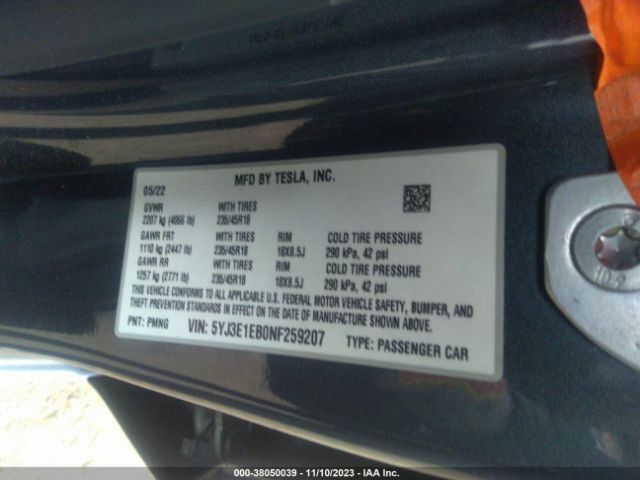 MFD BY TESLA, INC.
05/22
GVWR WITH TIRES
2207 kg (4866 lb) 235/45R18
GAWR FRT WITH TIRES RIM COLD TIRE PRESSURE
1110 kg (2447 lb) 235/45R18 18X8.5J 290 kPa, 42 psi
GAWR RR WITH TIRES RIM COLD TIRE PRESSURE
1257 kg (2771 lb) 235/45R18 18X8.5J 290 kPa, 42 psi
THIS VEHICLE CONFORMS TO ALL APPLICABLE U.S. FEDERAL MOTOR VEHICLE SAFETY, BUMPER, AND
THEFT PREVENTION STANDARDS IN EFFECT ON THE DATE OF MANUFACTURE SHOWN ABOVE.
PNT: PMNG VIN: 5YJ3E1EB0NF259207 TYPE: PASSENGER CAR
10.9
000-38050039 - 11/10/2023 - IAA Inc.